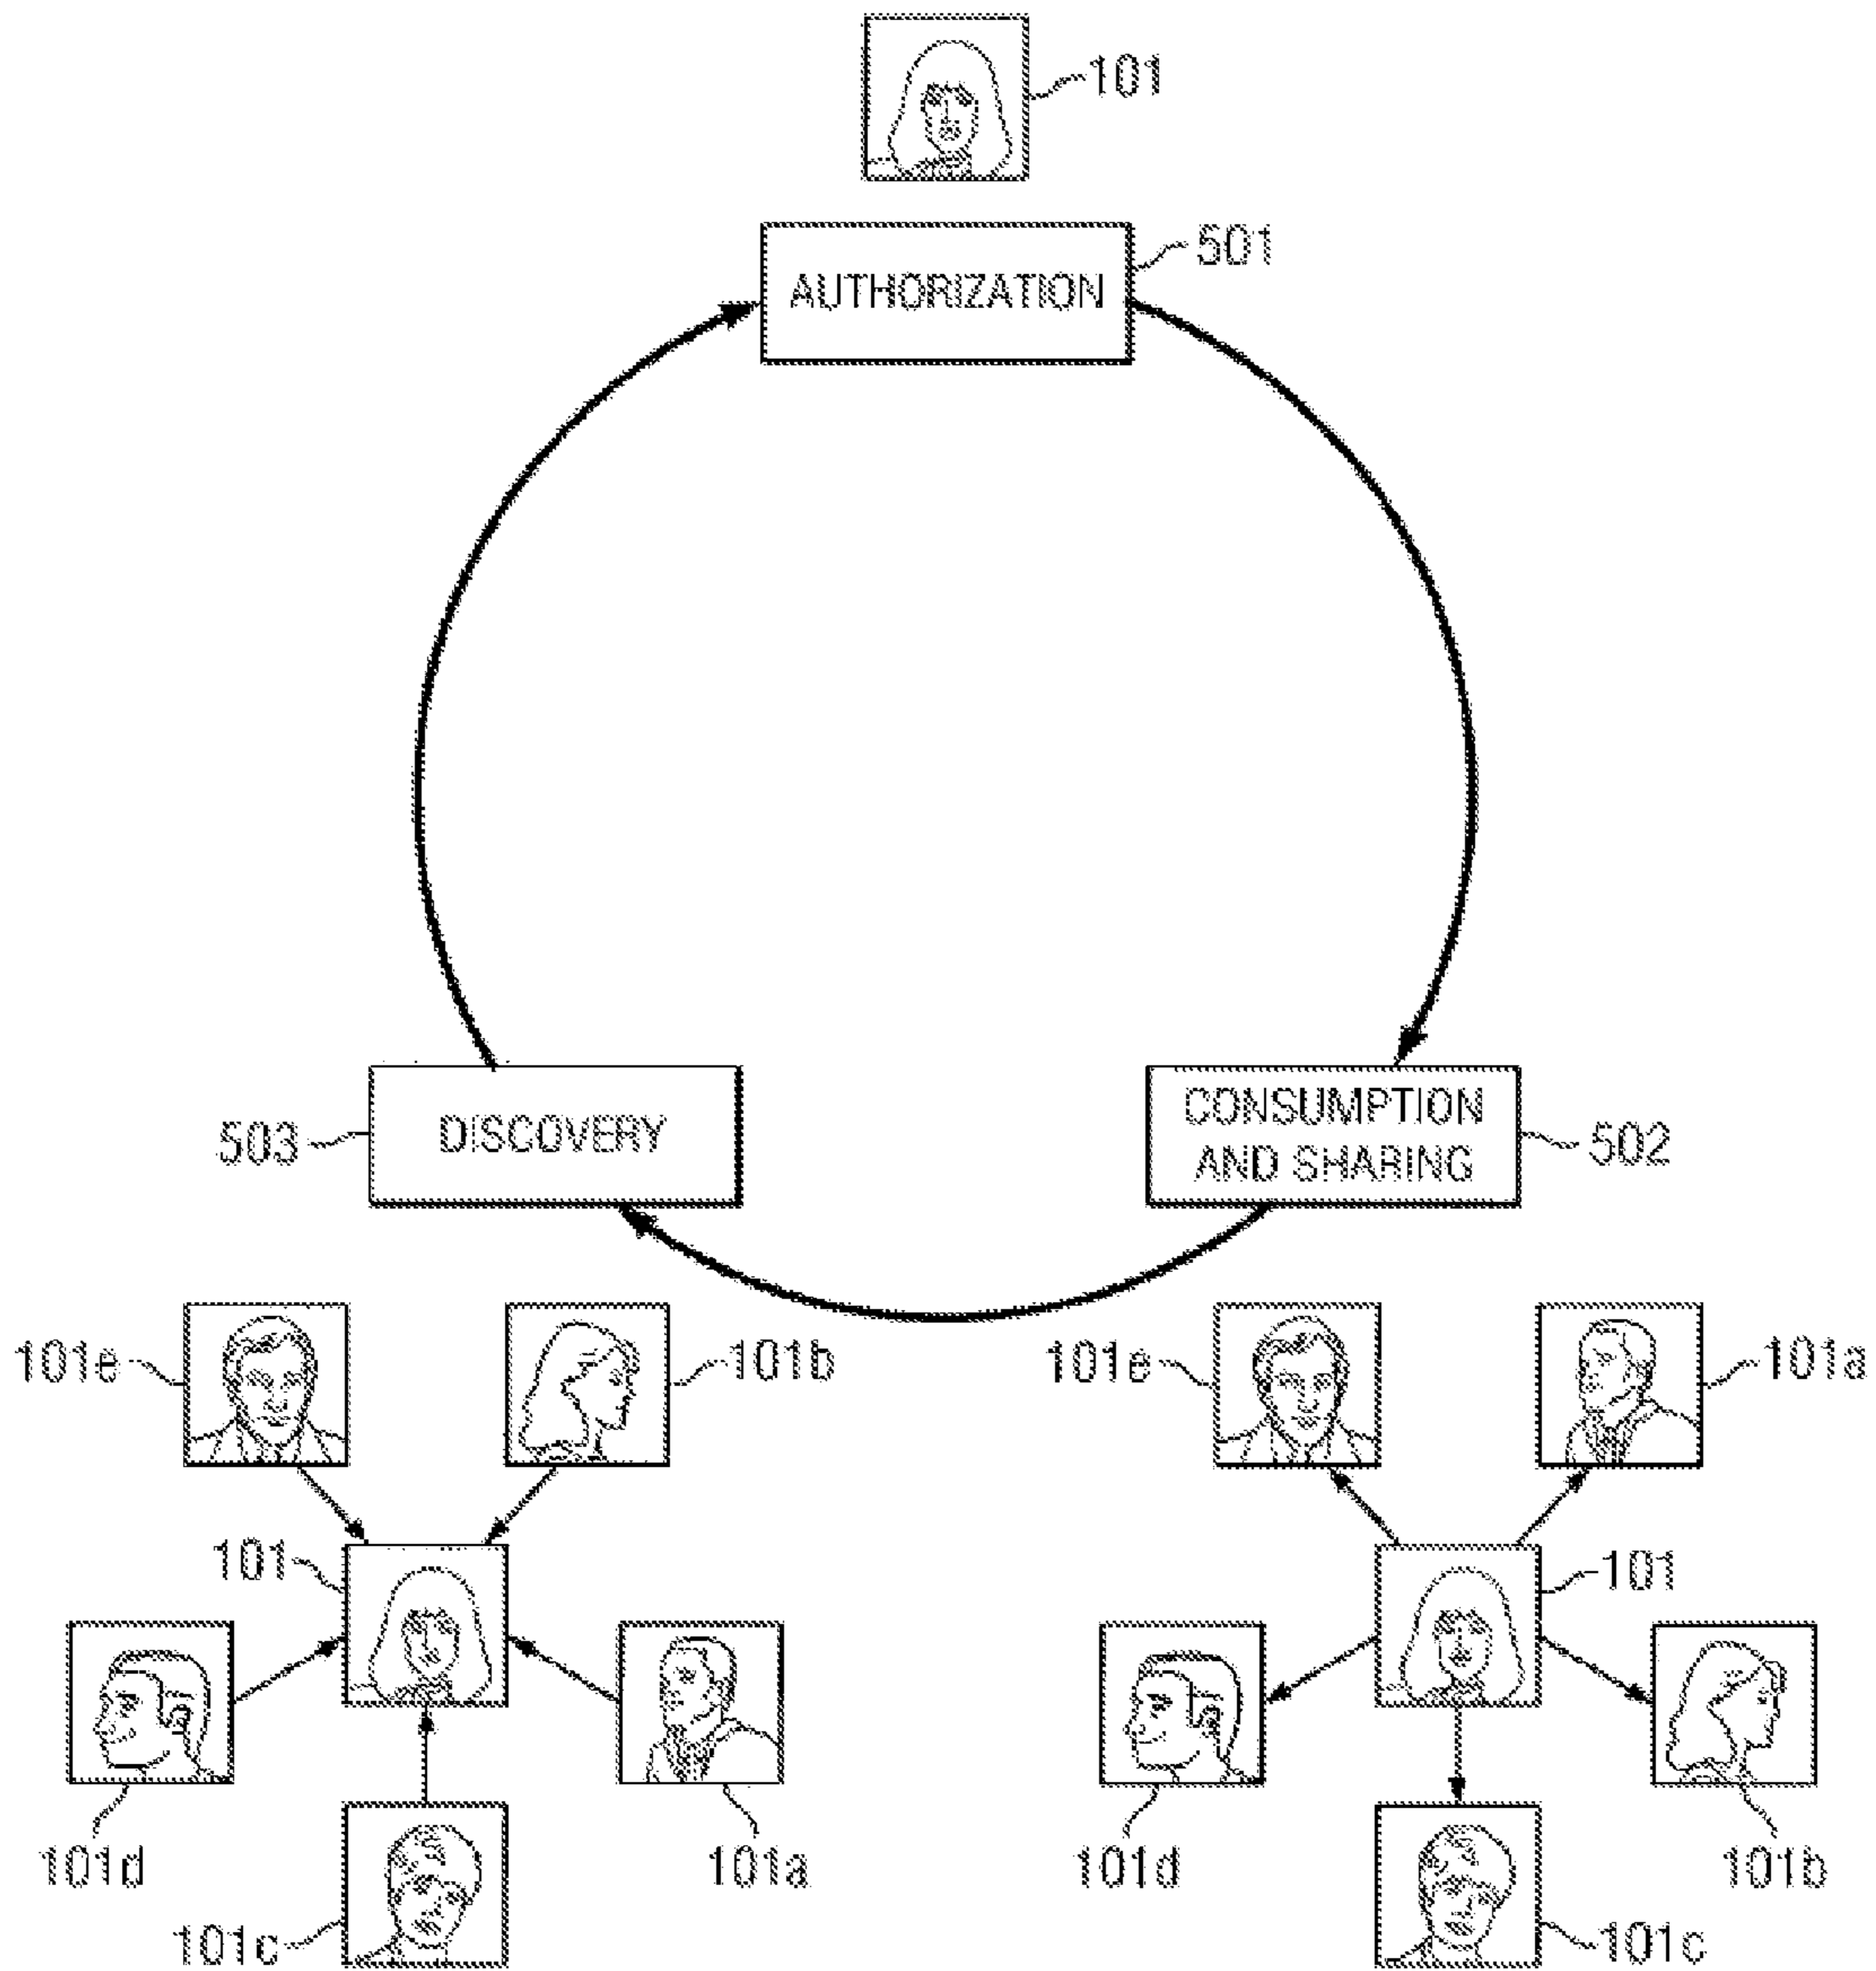 101
501
AUTHORIZATION
503
DISCOVERY
CONSUMPTION
AND SHARING
502
101e
101b
101e
101a
101
101
101d
101a
101d
101b
101c
101c